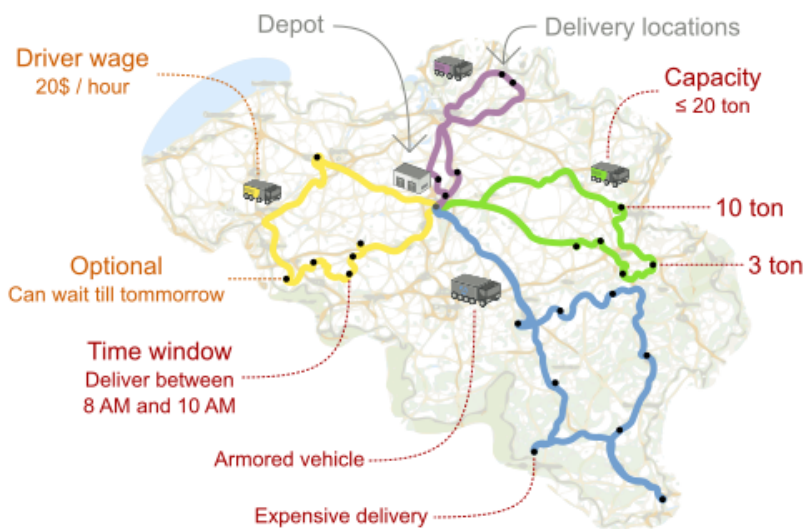 Depot
Delivery locations
Driver wage
20$ / hour
Capacity
≤ 20 ton
10 ton
3 ton
Optional
Can wait till tommorrow
Time window
Deliver between
8 AM and 10 AM
Armored vehicle
Expensive delivery